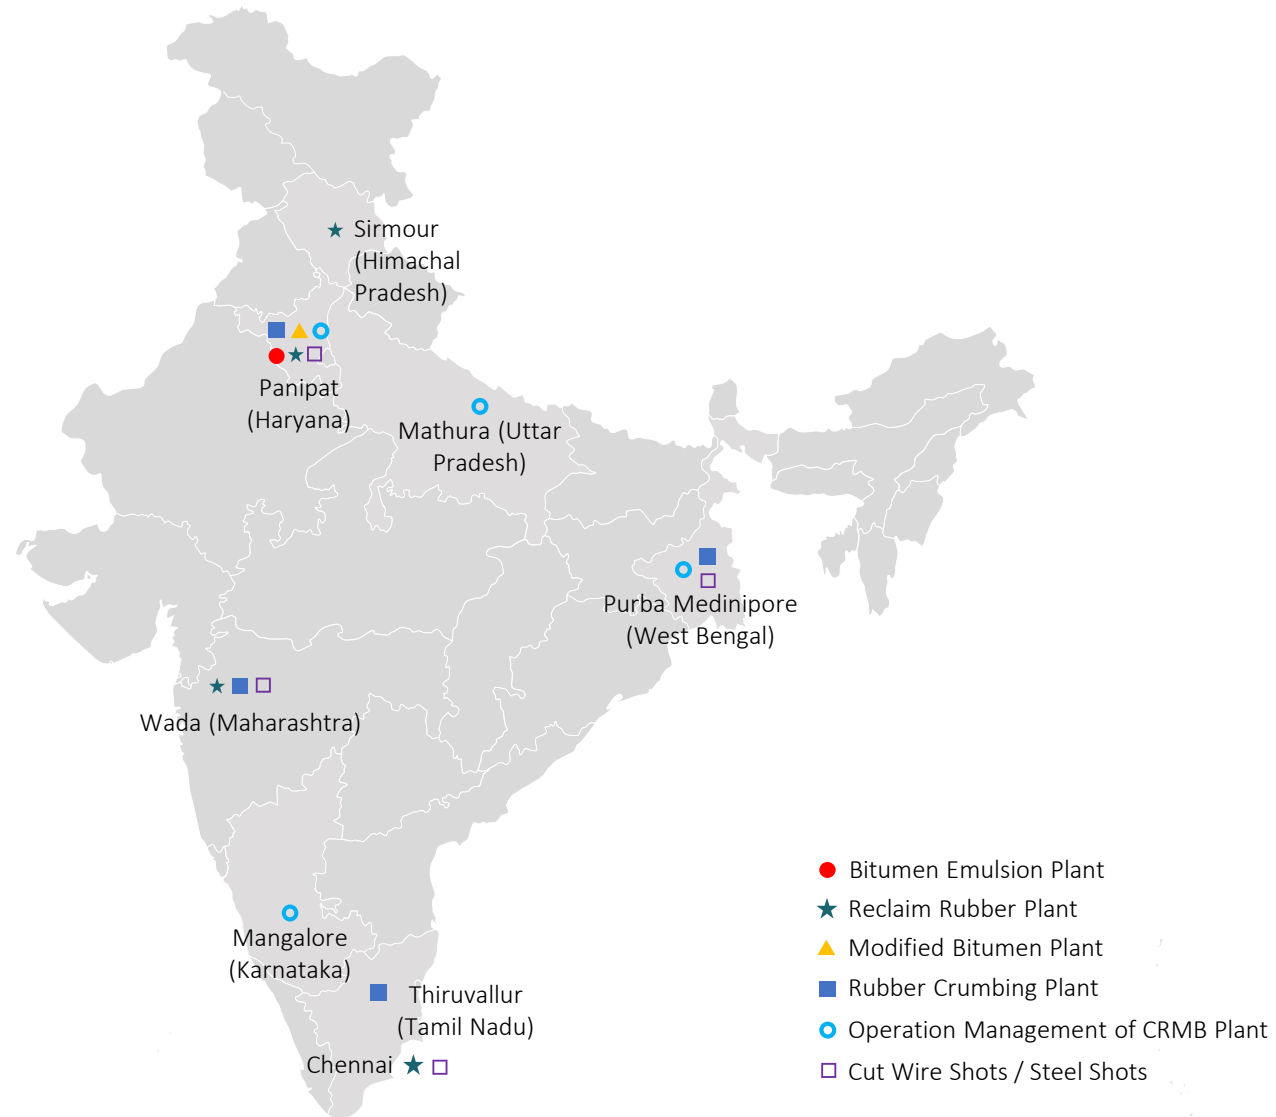 Sirmour
(Himachal
Pradesh)
Panipat
(Haryana)
Mathura (Uttar
Pradesh)
Purba Medinipore
(West Bengal)
Wada (Maharashtra)
Mangalore
(Karnataka)
Thiruvallur
(Tamil Nadu)
Chennai
Bitumen Emulsion Plant
Reclaim Rubber Plant
Modified Bitumen Plant
Rubber Crumbing Plant
Operation Management of CRMB Plant
Cut Wire Shots / Steel Shots